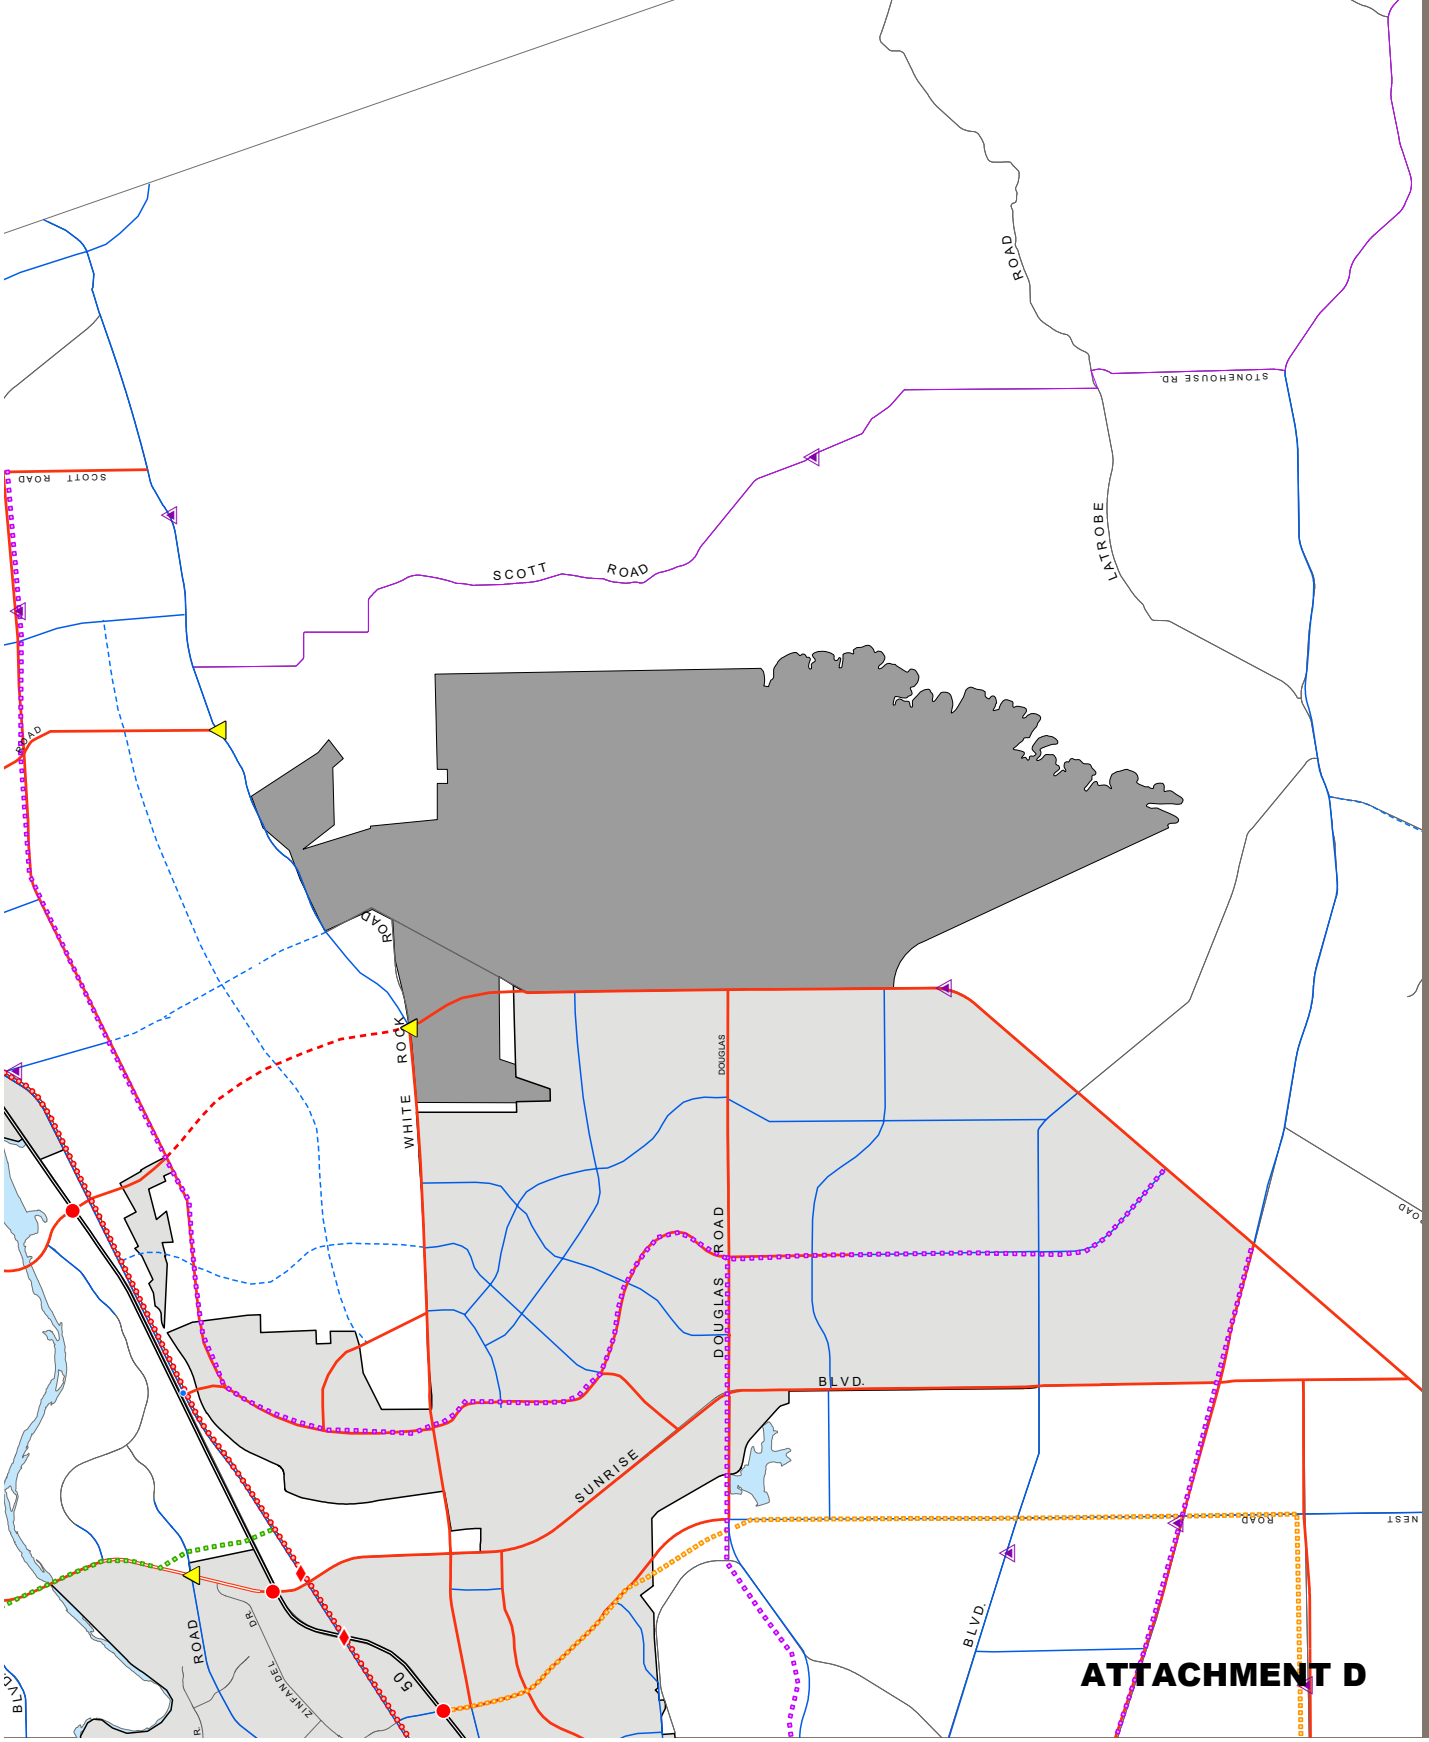 ROAD
STONEHOUSE RD.
SCOTT ROAD
LATROBE
SCOTT ROAD
ROAD
ROAD
WHITE ROCK
DOUGLAS
DOUGLAS ROAD
ROAD
BLVD.
SUNRISE
ROAD
NEST
BLVD.
ROAD
DR
ZINFANDEL
50
BLVD.
R
ATTACHMENT D